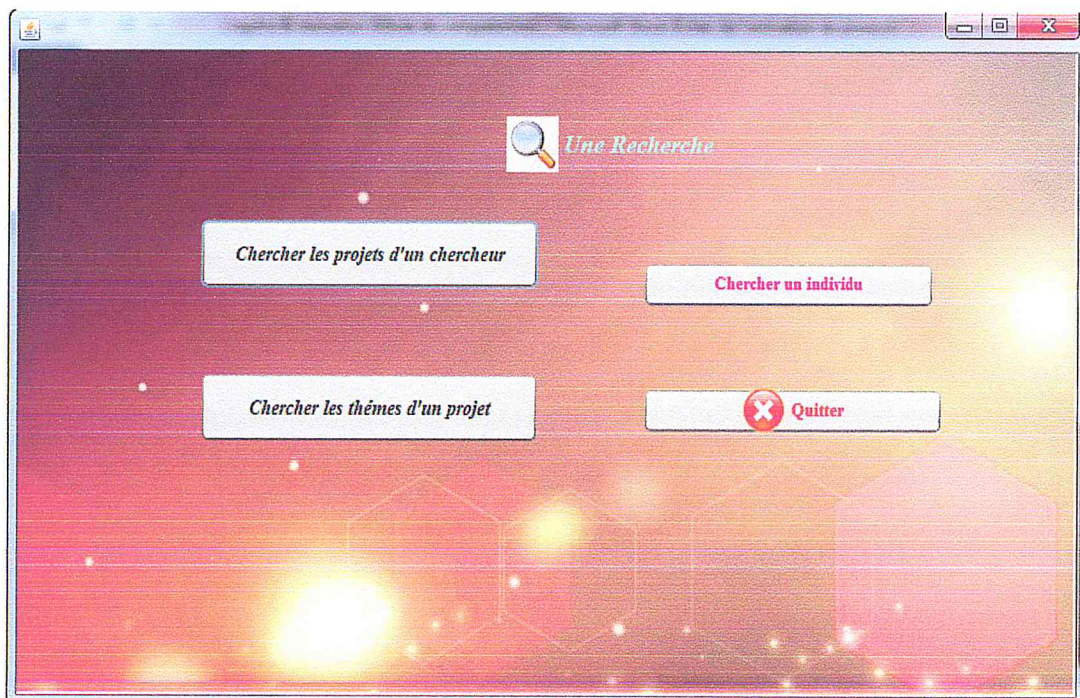 Une Recherche
Chercher les projets d'un chercheur
Chercher un individu
Chercher les thémes d'un projet
Quitter